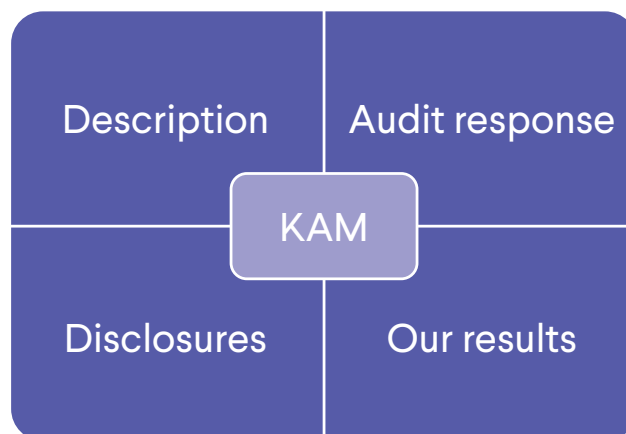 Description
Audit response
KAM
Disclosures
Our results